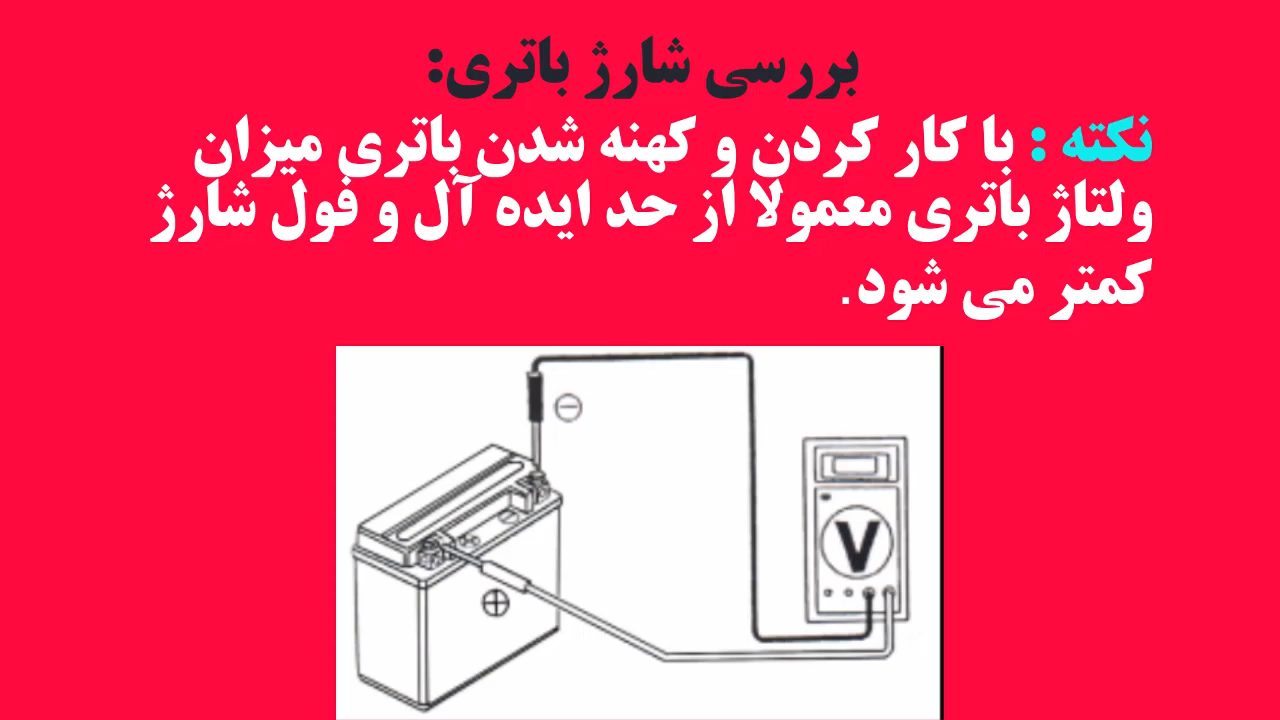 بررسی شارژ باتری:
نکته : با کار کردن و کهنه شدن باتری میزان
ولتاژ باتری معمولا از حد ایده آل و فول شارژ
کمتر می شود.
−
+
V